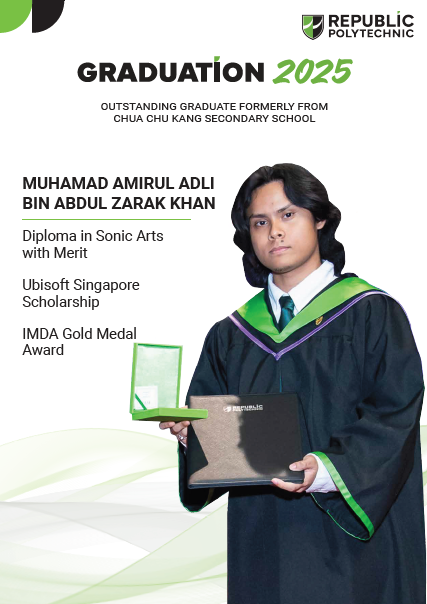 REPUBLIC
POLYTECHNIC
GRADUATION 2025
OUTSTANDING GRADUATE FORMERLY FROM
CHUA CHU KANG SECONDARY SCHOOL
MUHAMAD AMIRUL ADLI
BIN ABDUL ZARAK KHAN
Diploma in Sonic Arts
with Merit
Ubisoft Singapore
Scholarship
IMDA Gold Medal
Award
REPUBLIC
POLYTECHNIC